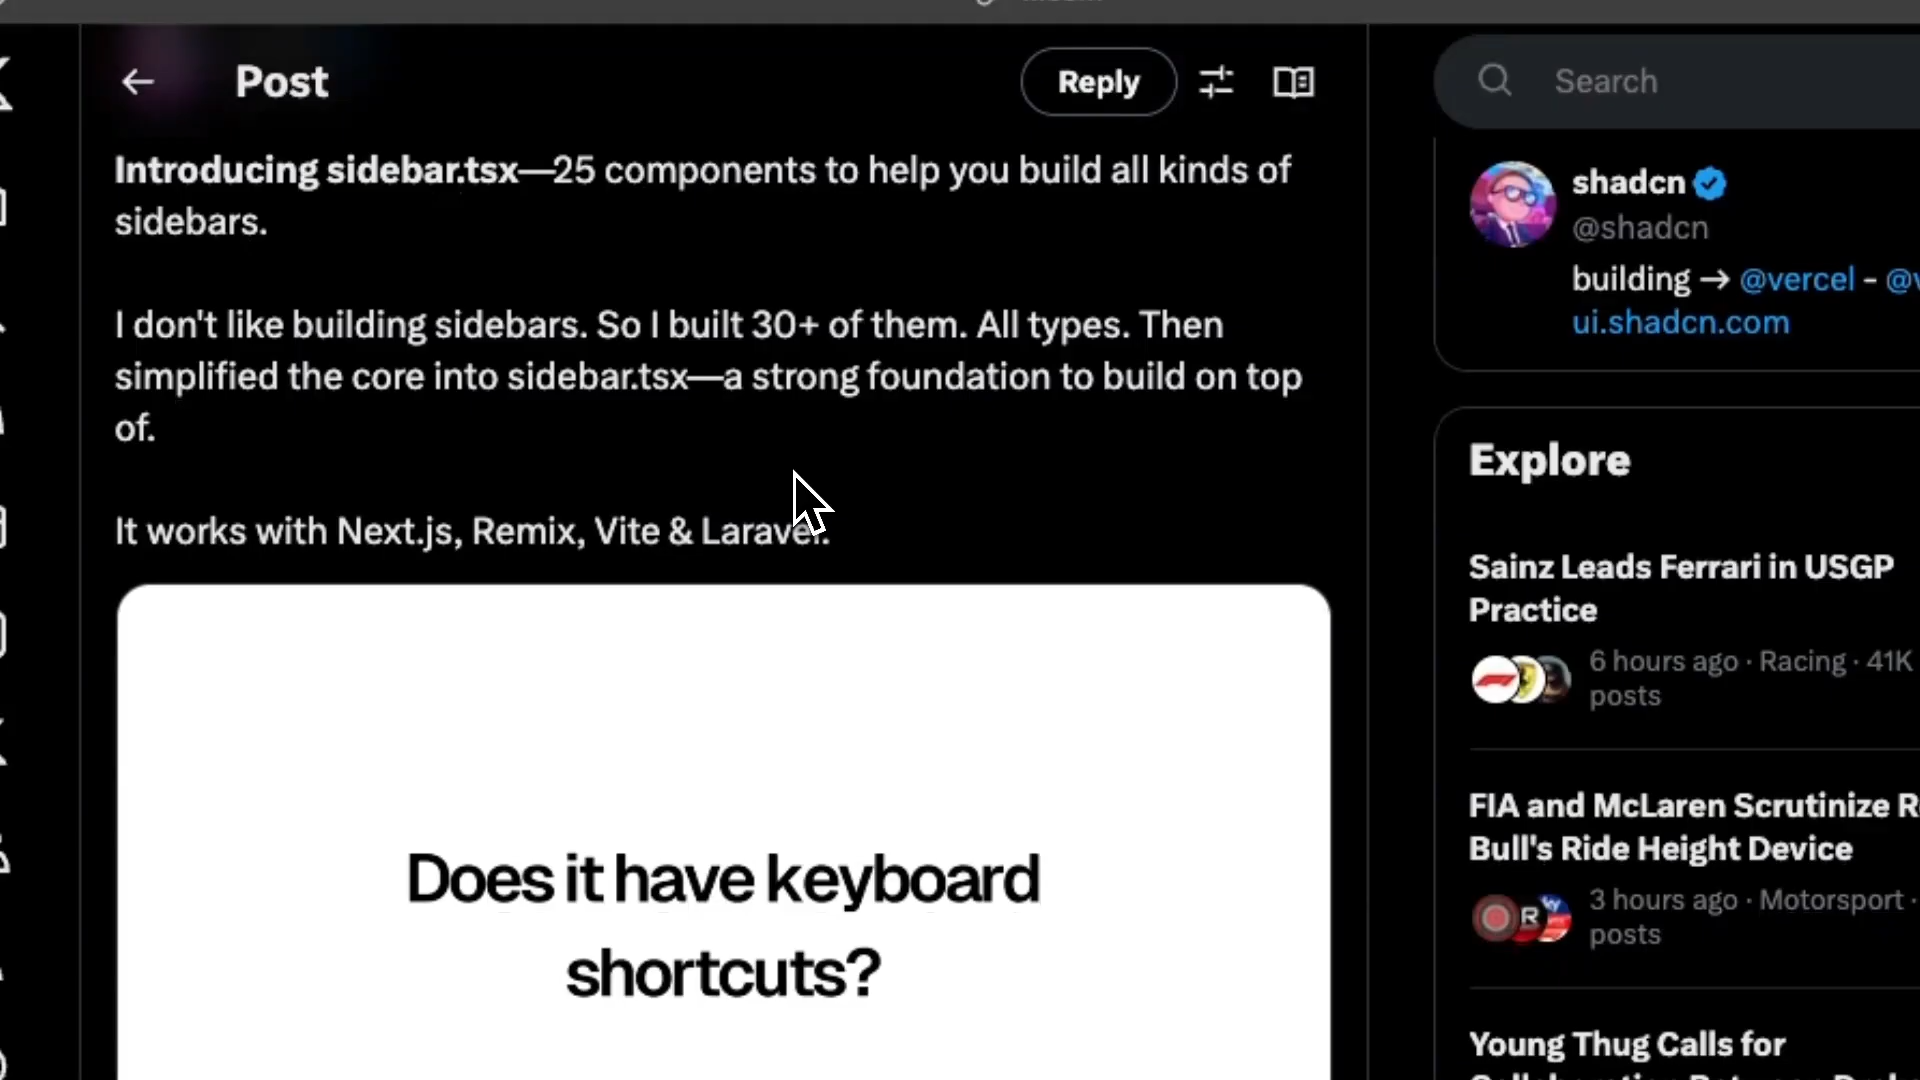 Post
Reply
Introducing sidebar.tsx—25 components to help you build all kinds of
sidebars.
I don't like building sidebars. So I built 30+ of them. All types. Then
simplified the core into sidebar.tsx—a strong foundation to build on top
of.
It works with Next.js, Remix, Vite & Laravel.
Does it have keyboard
shortcuts?
Search
shadcn
@shadcn
building → @vercel - @v
ui.shadcn.com
Explore
Sainz Leads Ferrari in USGP
Practice
6 hours ago · Racing · 41K
posts
FIA and McLaren Scrutinize R
Bull's Ride Height Device
3 hours ago · Motorsport ·
posts
Young Thug Calls for